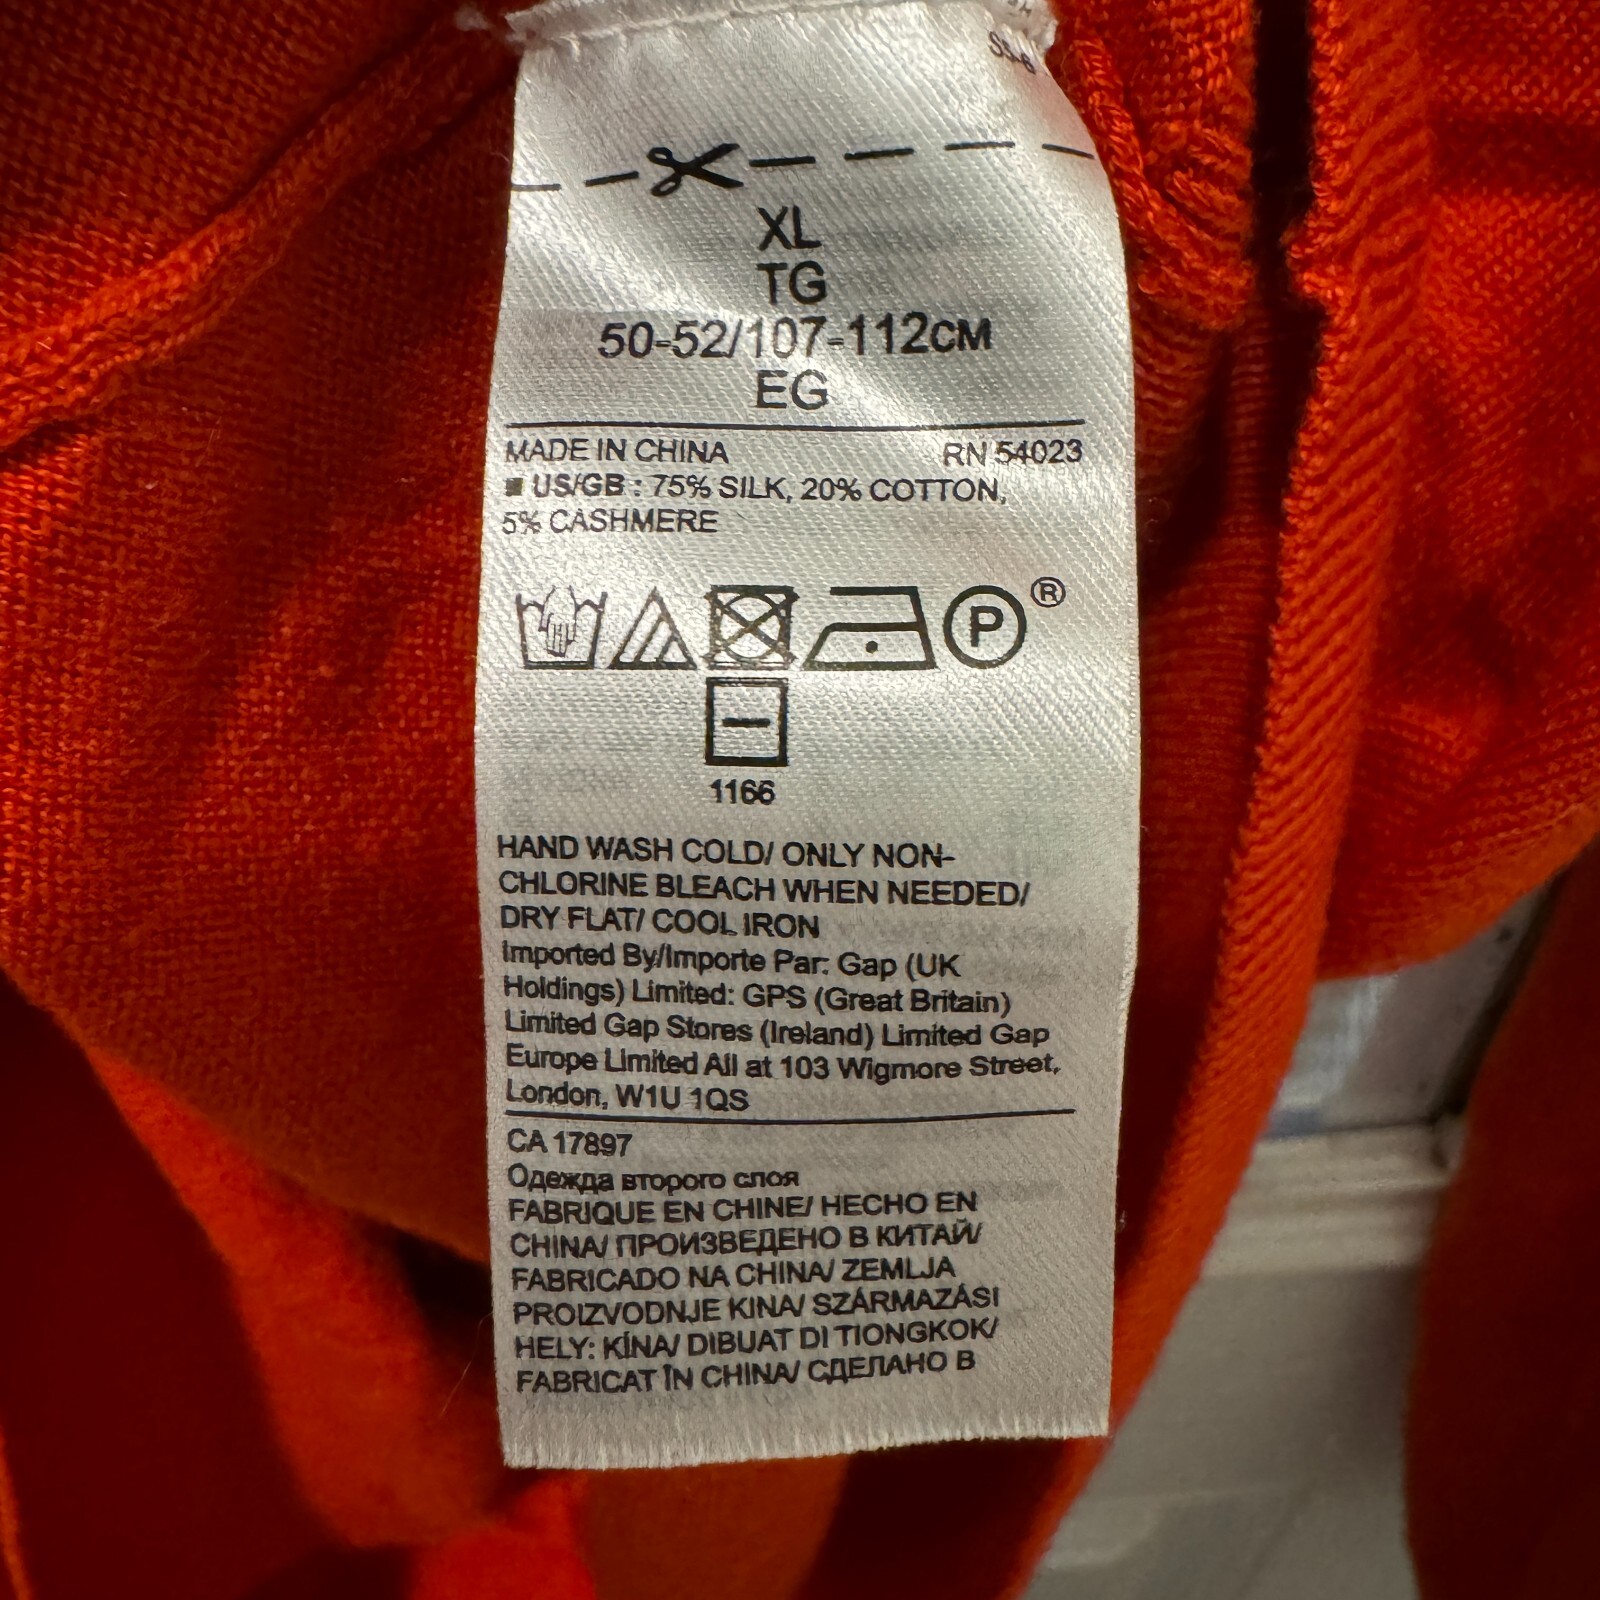 XL
TG
50-52/107-112CM
EG
MADE IN CHINA RN 54023
US/GB : 75% SILK, 20% COTTON,
5% CASHMERE
P ®
1166
HAND WASH COLD/ ONLY NON-
CHLORINE BLEACH WHEN NEEDED/
DRY FLAT/ COOL IRON
Imported By/Importe Par: Gap (UK
Holdings) Limited: GPS (Great Britain)
Limited Gap Stores (Ireland) Limited Gap
Europe Limited All at 103 Wigmore Street,
London, W1U 1QS
CA 17897
Одежда второго слоя
FABRIQUE EN CHINE/ HECHO EN
CHINA/ ПРОИЗВЕДЕНО В КИТАЙ/
FABRICADO NA CHINA/ ZEMLJA
PROIZVODNJE KINA/ SZÁRMAZÁSI
HELY: KÍNA/ DIBUAT DI TIONGKOK/
FABRICAT ÎN CHINA/ СДЕЛАНО В